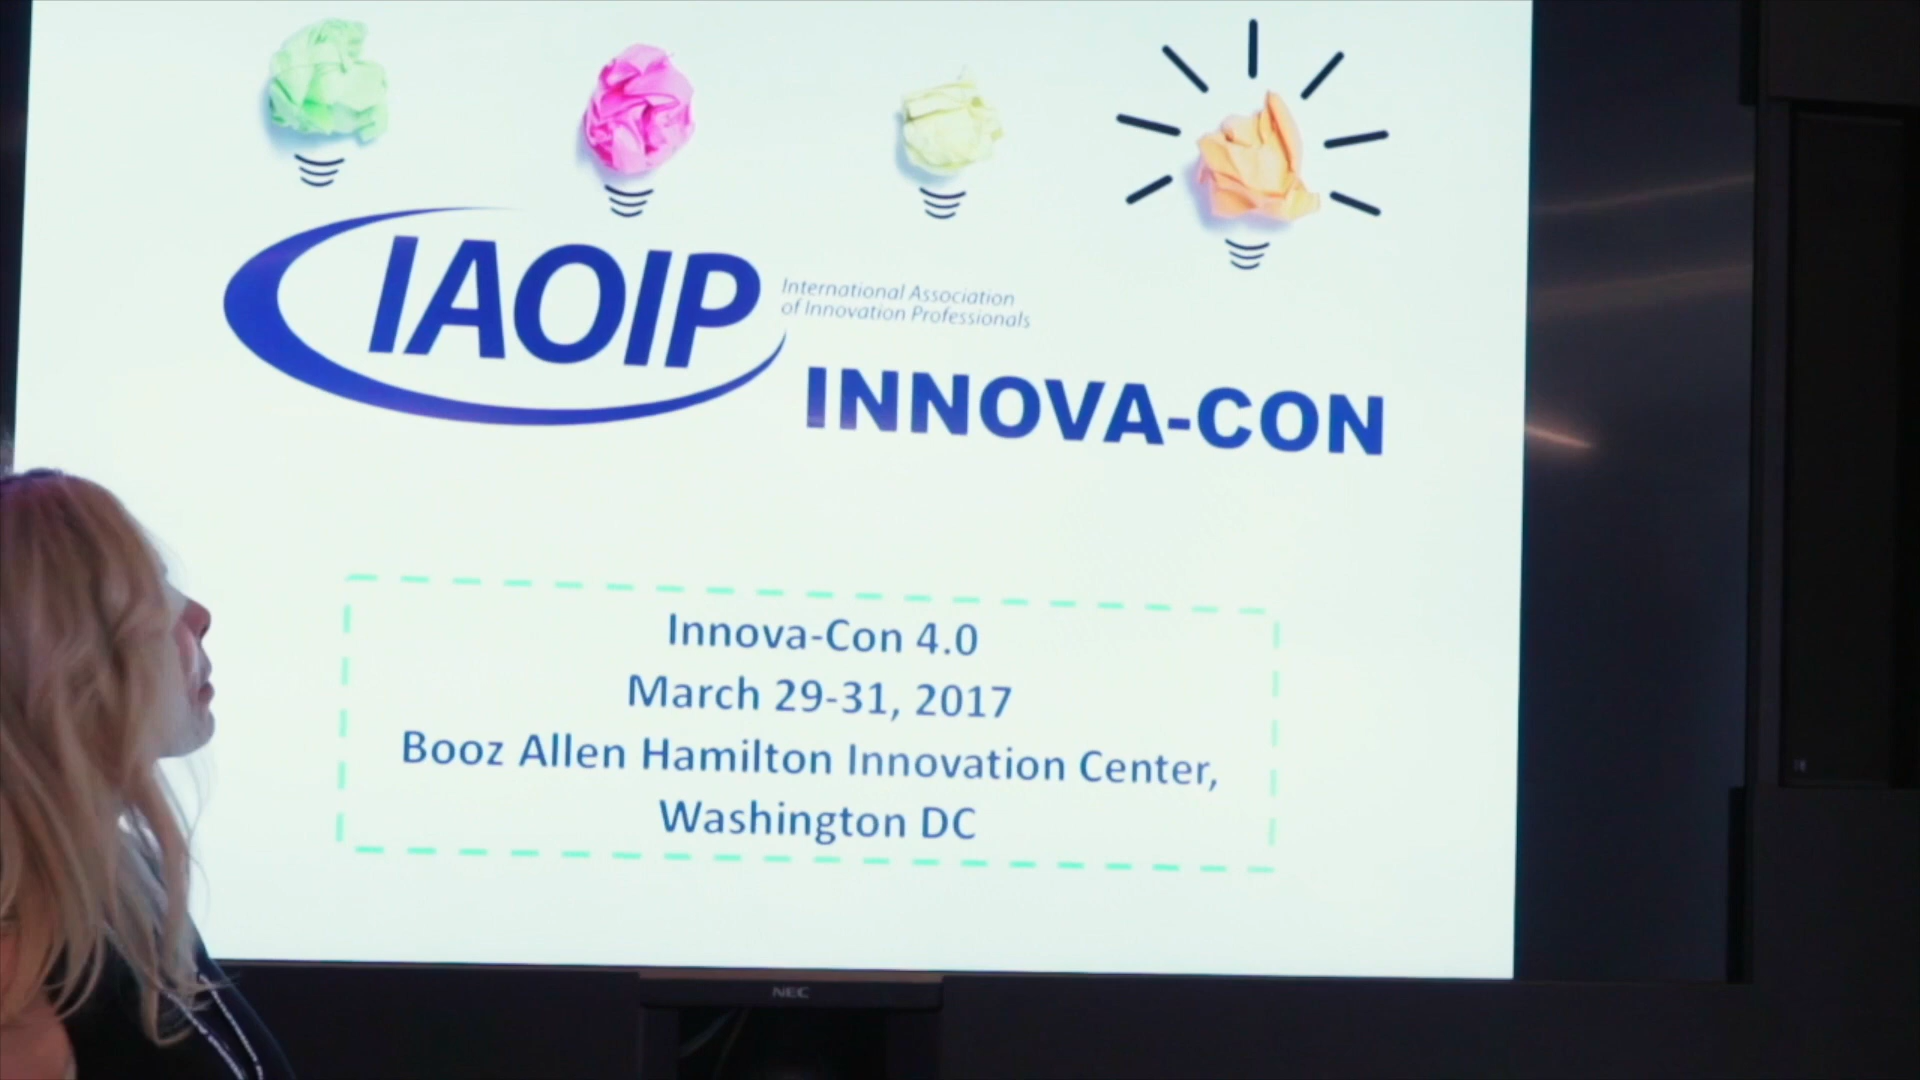 IAOIP
International Association
of Innovation Professionals
INNOVA-CON
Innova-Con 4.0
March 29-31, 2017
Booz Allen Hamilton Innovation Center,
Washington DC
NEC